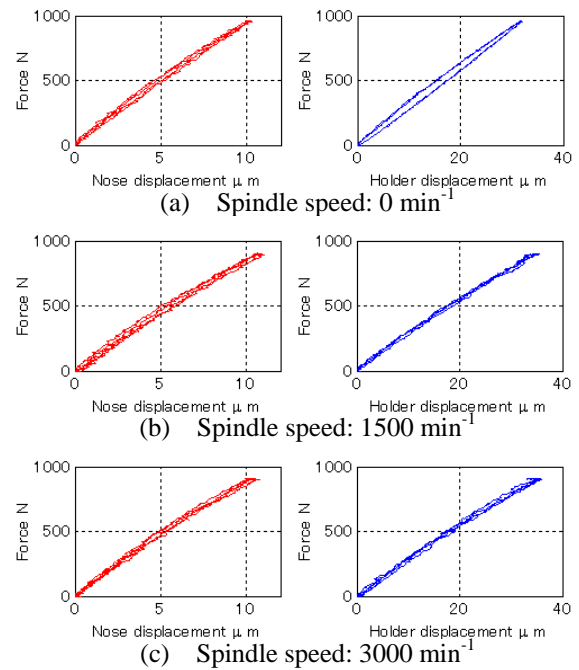 1000
500
0
Force N
0 5 10
Nose displacement μ m
1000
500
0
Force N
0 20 40
Holder displacement μ m
(a) Spindle speed: 0 min⁻¹
1000
500
0
Force N
0 5 10
Nose displacement μ m
1000
500
0
Force N
0 20 40
Holder displacement μ m
(b) Spindle speed: 1500 min⁻¹
1000
500
0
Force N
0 5 10
Nose displacement μ m
1000
500
0
Force N
0 20 40
Holder displacement μ m
(c) Spindle speed: 3000 min⁻¹